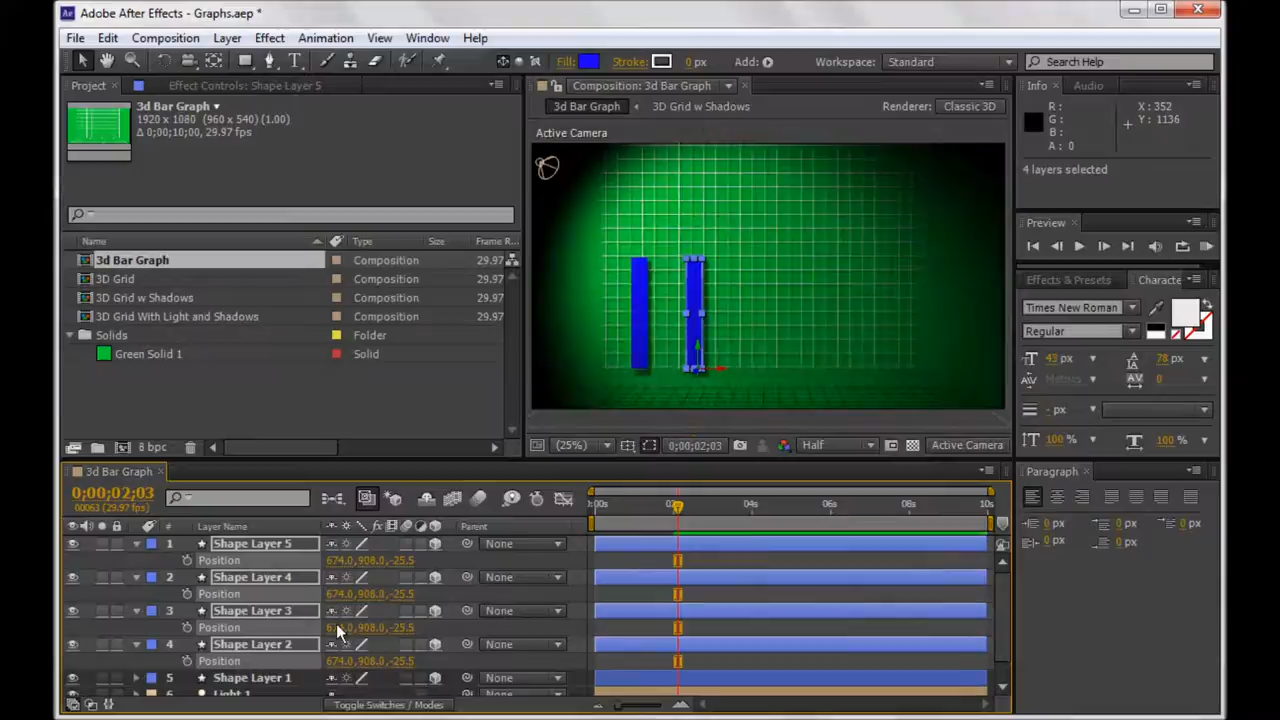 Adobe After Effects - Graphs.aep *
File Edit Composition Layer Effect Animation View Window Help
Fill: Stroke: 0 px Add: Workspace: Standard Search Help
Project Effect Controls: Shape Layer 5 Composition: 3d Bar Graph Info Audio
3d Bar Graph 3D Grid w Shadows Renderer: Classic 3D
3d Bar Graph
1920 x 1080 (960 x 540) (1.00)
Δ 0;00;10;00, 29.97 fps
Active Camera
R :
G :
B :
A : 0
X : 352
Y : 1136
4 layers selected
Preview
Name Type Size Frame R...
3d Bar Graph Composition 29.97
3D Grid Composition 29.97
3D Grid w Shadows Composition 29.97
3D Grid With Light and Shadows Composition 29.97
Solids Folder
Green Solid 1 Solid
Effects & Presets Characte
Times New Roman
Regular
43 px 78 px
Metrics 0
- px
100 % 100 %
8 bpc
(25%) 0;00;02;03 Half Active Camera
3d Bar Graph
Paragraph
0 px 0 px 0 px
0 px 0 px
0;00;02;03
00063 (29.97 fps)
:00s 04s 06s 08s 10s
# Layer Name Parent
1 Shape Layer 5 None
Position 674.0,908.0,-25.5
2 Shape Layer 4 None
Position 674.0,908.0,-25.5
3 Shape Layer 3 None
Position 674.0,908.0,-25.5
4 Shape Layer 2 None
Position 674.0,908.0,-25.5
5 Shape Layer 1 None
6 Light 1
Toggle Switches / Modes